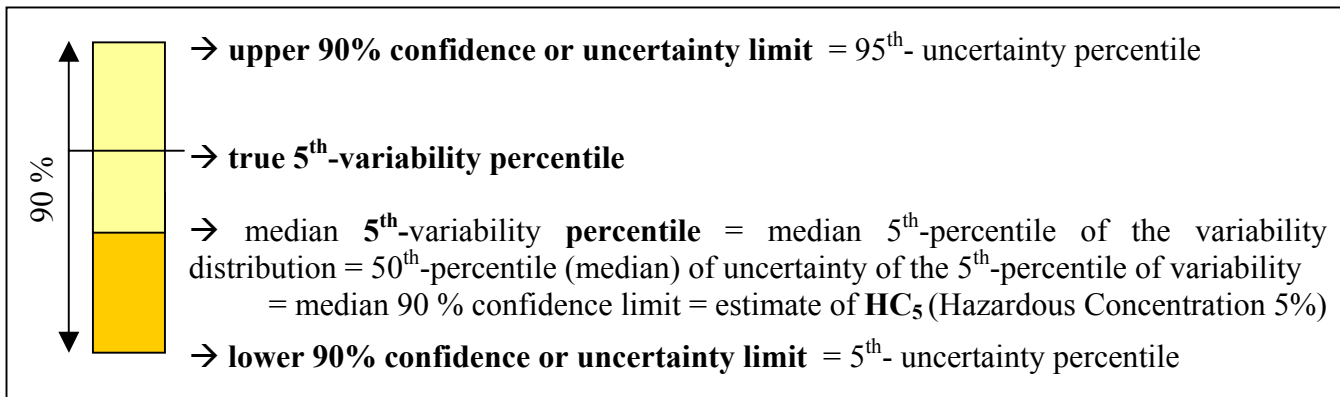 → upper 90% confidence or uncertainty limit = 95th- uncertainty percentile
90 %
→ true 5th-variability percentile
→ median 5th-variability percentile = median 5th-percentile of the variability
distribution = 50th-percentile (median) of uncertainty of the 5th-percentile of variability
= median 90 % confidence limit = estimate of HC5 (Hazardous Concentration 5%)
→ lower 90% confidence or uncertainty limit = 5th- uncertainty percentile